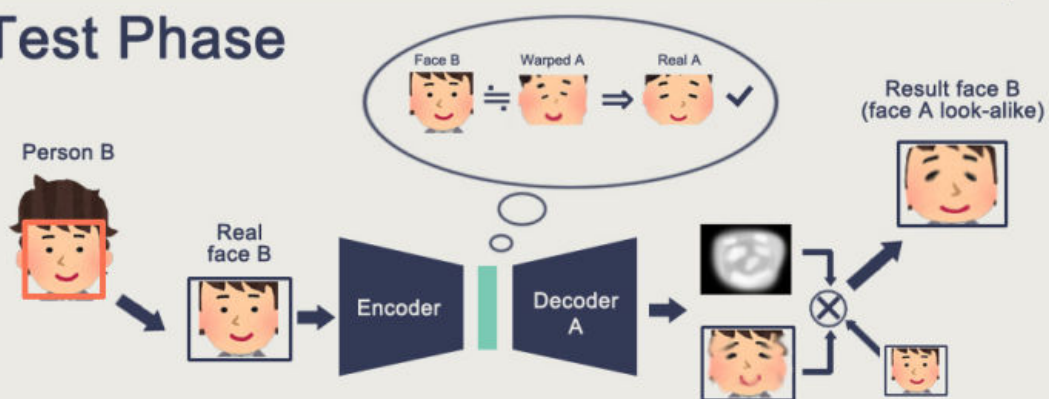 Test Phase
Face B
Warped A
Real A
Result face B
(face A look-alike)
Person B
Real
face B
Encoder
Decoder
A